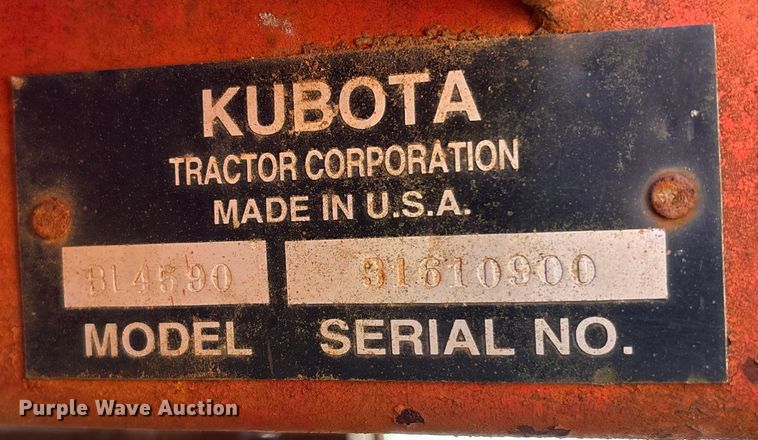 KUBOTA
TRACTOR CORPORATION
MADE IN U.S.A.
BL4590 31610900
MODEL SERIAL NO.
Purple Wave Auction